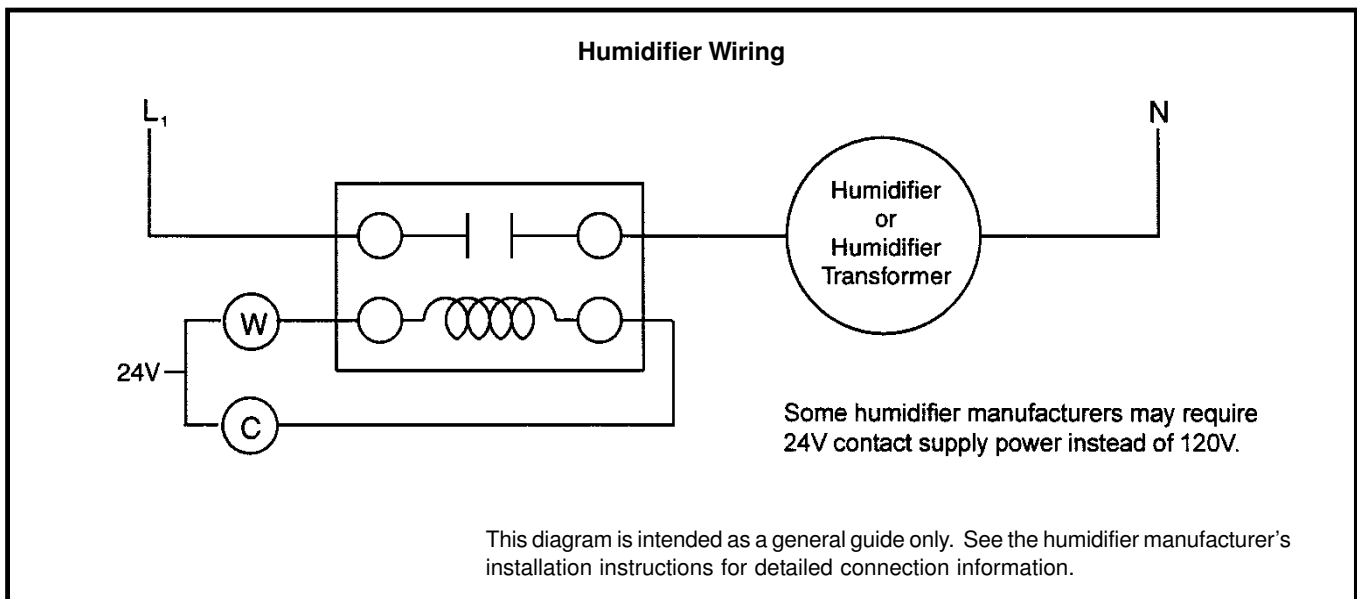 Humidifier Wiring
L₁
N
Humidifier
or
Humidifier
Transformer
W
24V
C
Some humidifier manufacturers may require
24V contact supply power instead of 120V.
This diagram is intended as a general guide only. See the humidifier manufacturer's
installation instructions for detailed connection information.